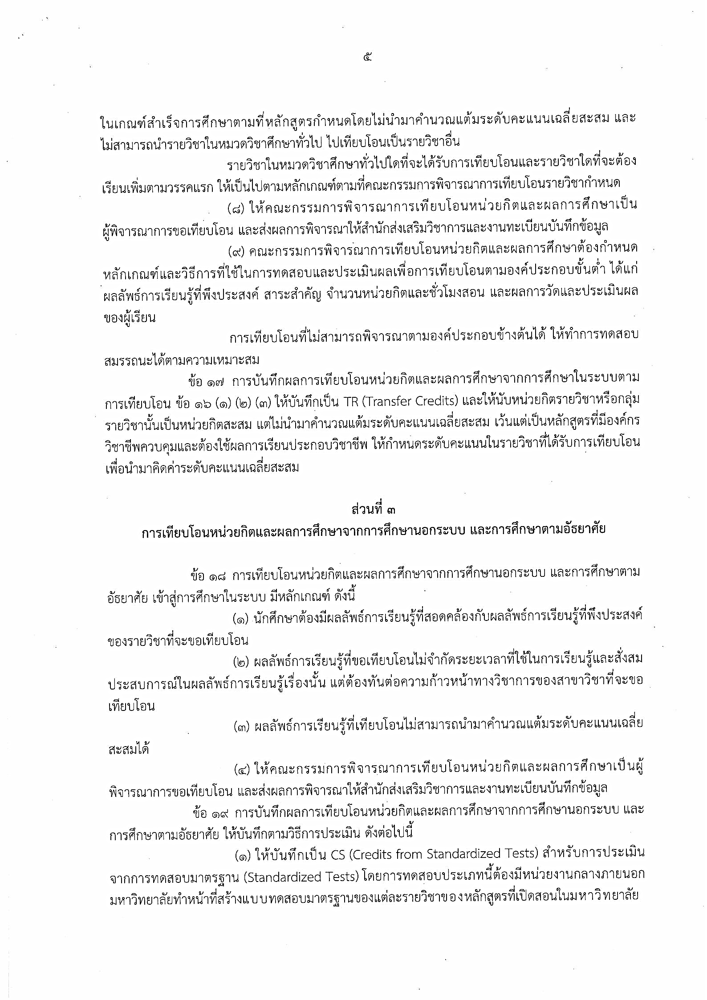 ๕
ในเกณฑ์สำเร็จการศึกษาตามที่หลักสูตรกำหนดโดยไม่นำมาคำนวณแต้มระดับคะแนนเฉลี่ยสะสม และ
ไม่สามารถนำรายวิชาในหมวดวิชาศึกษาทั่วไป ไปเทียบโอนเป็นรายวิชาอื่น
รายวิชาในหมวดวิชาศึกษาทั่วไปใดที่จะได้รับการเทียบโอนและรายวิชาใดที่จะต้อง
เรียนเพิ่มตามวรรคแรก ให้เป็นไปตามหลักเกณฑ์ตามที่คณะกรรมการพิจารณาการเทียบโอนรายวิชากำหนด
(๘) ให้คณะกรรมการพิจารณาการเทียบโอนหน่วยกิตและผลการศึกษาเป็น
ผู้พิจารณาการขอเทียบโอน และส่งผลการพิจารณาให้สำนักส่งเสริมวิชาการและงานทะเบียนบันทึกข้อมูล
(๙) คณะกรรมการพิจารณาการเทียบโอนหน่วยกิตและผลการศึกษาต้องกำหนด
หลักเกณฑ์และวิธีการที่ใช้ในการทดสอบและประเมินผลเพื่อการเทียบโอนตามองค์ประกอบขั้นต่ำ ได้แก่
ผลลัพธ์การเรียนรู้ที่พึงประสงค์ สาระสำคัญ จำนวนหน่วยกิตและชั่วโมงสอน และผลการวัดและประเมินผล
ของผู้เรียน
การเทียบโอนที่ไม่สามารถพิจารณาตามองค์ประกอบข้างต้นได้ ให้ทำการทดสอบ
สมรรถนะได้ตามความเหมาะสม
ข้อ ๑๗ การบันทึกผลการเทียบโอนหน่วยกิตและผลการศึกษาจากการศึกษาในระบบตาม
การเทียบโอน ข้อ ๑๖ (๑) (๒) (๓) ให้บันทึกเป็น TR (Transfer Credits) และให้นับหน่วยกิตรายวิชาหรือกลุ่ม
รายวิชานั้นเป็นหน่วยกิตสะสม แต่ไม่นำมาคำนวณแต้มระดับคะแนนเฉลี่ยสะสม เว้นแต่เป็นหลักสูตรที่มีองค์กร
วิชาชีพควบคุมและต้องใช้ผลการเรียนประกอบวิชาชีพ ให้กำหนดระดับคะแนนในรายวิชาที่ได้รับการเทียบโอน
เพื่อนำมาคิดค่าระดับคะแนนเฉลี่ยสะสม
ส่วนที่ ๓
การเทียบโอนหน่วยกิตและผลการศึกษาจากการศึกษานอกระบบ และการศึกษาตามอัธยาศัย
ข้อ ๑๘ การเทียบโอนหน่วยกิตและผลการศึกษาจากการศึกษานอกระบบ และการศึกษาตาม
อัธยาศัย เข้าสู่การศึกษาในระบบ มีหลักเกณฑ์ ดังนี้
(๑) นักศึกษาต้องมีผลลัพธ์การเรียนรู้ที่สอดคล้องกับผลลัพธ์การเรียนรู้ที่พึงประสงค์
ของรายวิชาที่จะขอเทียบโอน
(๒) ผลลัพธ์การเรียนรู้ที่ขอเทียบโอนไม่จำกัดระยะเวลาที่ใช้ในการเรียนรู้และสั่งสม
ประสบการณ์ในผลลัพธ์การเรียนรู้เรื่องนั้น แต่ต้องทันต่อความก้าวหน้าทางวิชาการของสาขาวิชาที่จะขอ
เทียบโอน
(๓) ผลลัพธ์การเรียนรู้ที่เทียบโอนไม่สามารถนำมาคำนวณแต้มระดับคะแนนเฉลี่ย
สะสมได้
(๔) ให้คณะกรรมการพิจารณาการเทียบโอนหน่วยกิตและผลการศึกษาเป็นผู้
พิจารณาการขอเทียบโอน และส่งผลการพิจารณาให้สำนักส่งเสริมวิชาการและงานทะเบียนบันทึกข้อมูล
ข้อ ๑๙ การบันทึกผลการเทียบโอนหน่วยกิตและผลการศึกษาจากการศึกษานอกระบบ และ
การศึกษาตามอัธยาศัย ให้บันทึกตามวิธีการประเมิน ดังต่อไปนี้
(๑) ให้บันทึกเป็น CS (Credits from Standardized Tests) สำหรับการประเมิน
จากการทดสอบมาตรฐาน (Standardized Tests) โดยการทดสอบประเภทนี้ต้องมีหน่วยงานกลางภายนอก
มหาวิทยาลัยทำหน้าที่สร้างแบบทดสอบมาตรฐานของแต่ละรายวิชาของหลักสูตรที่เปิดสอนในมหาวิทยาลัย